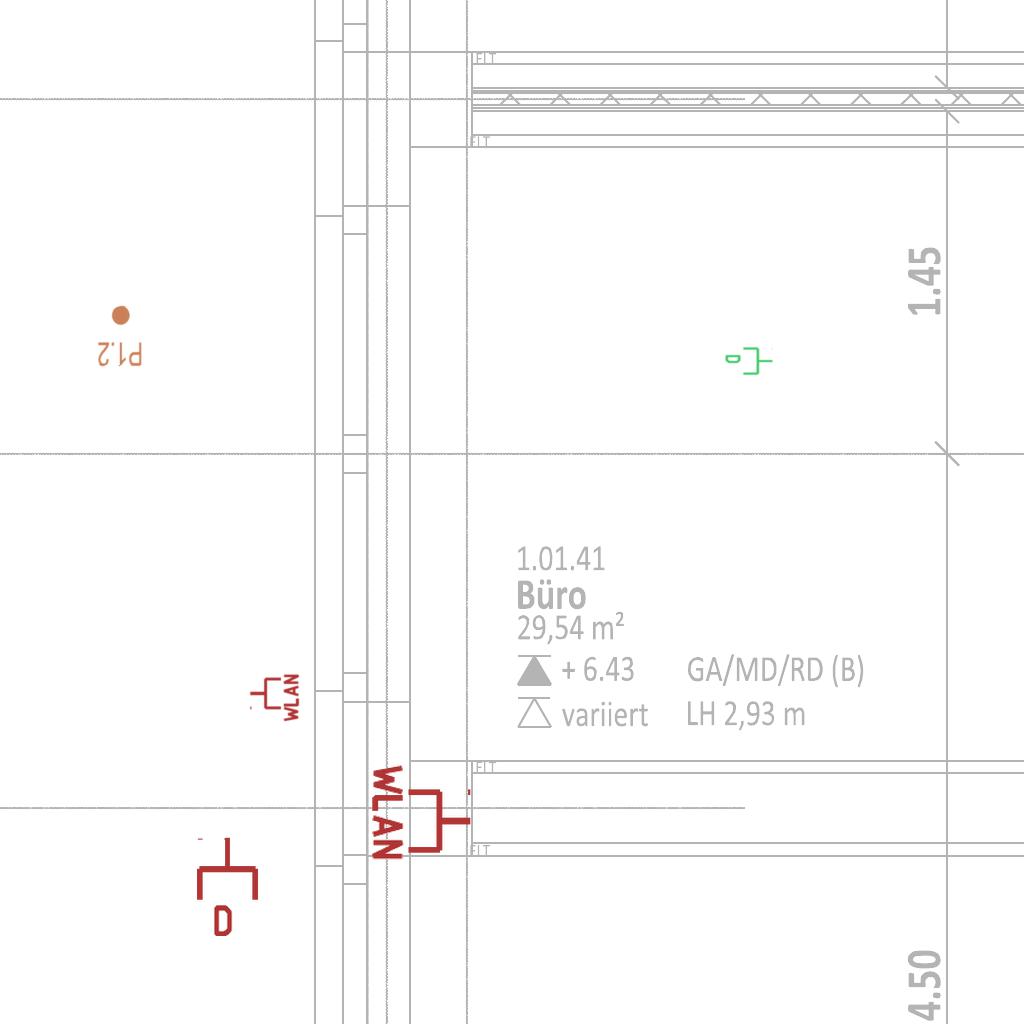 FIT
FIT
1.45
P1.2
D
1.01.41
Büro
29,54 m²
+ 6.43 GA/MD/RD (B)
variiert LH 2,93 m
WLAN
FIT
WLAN
FIT
D
4.50